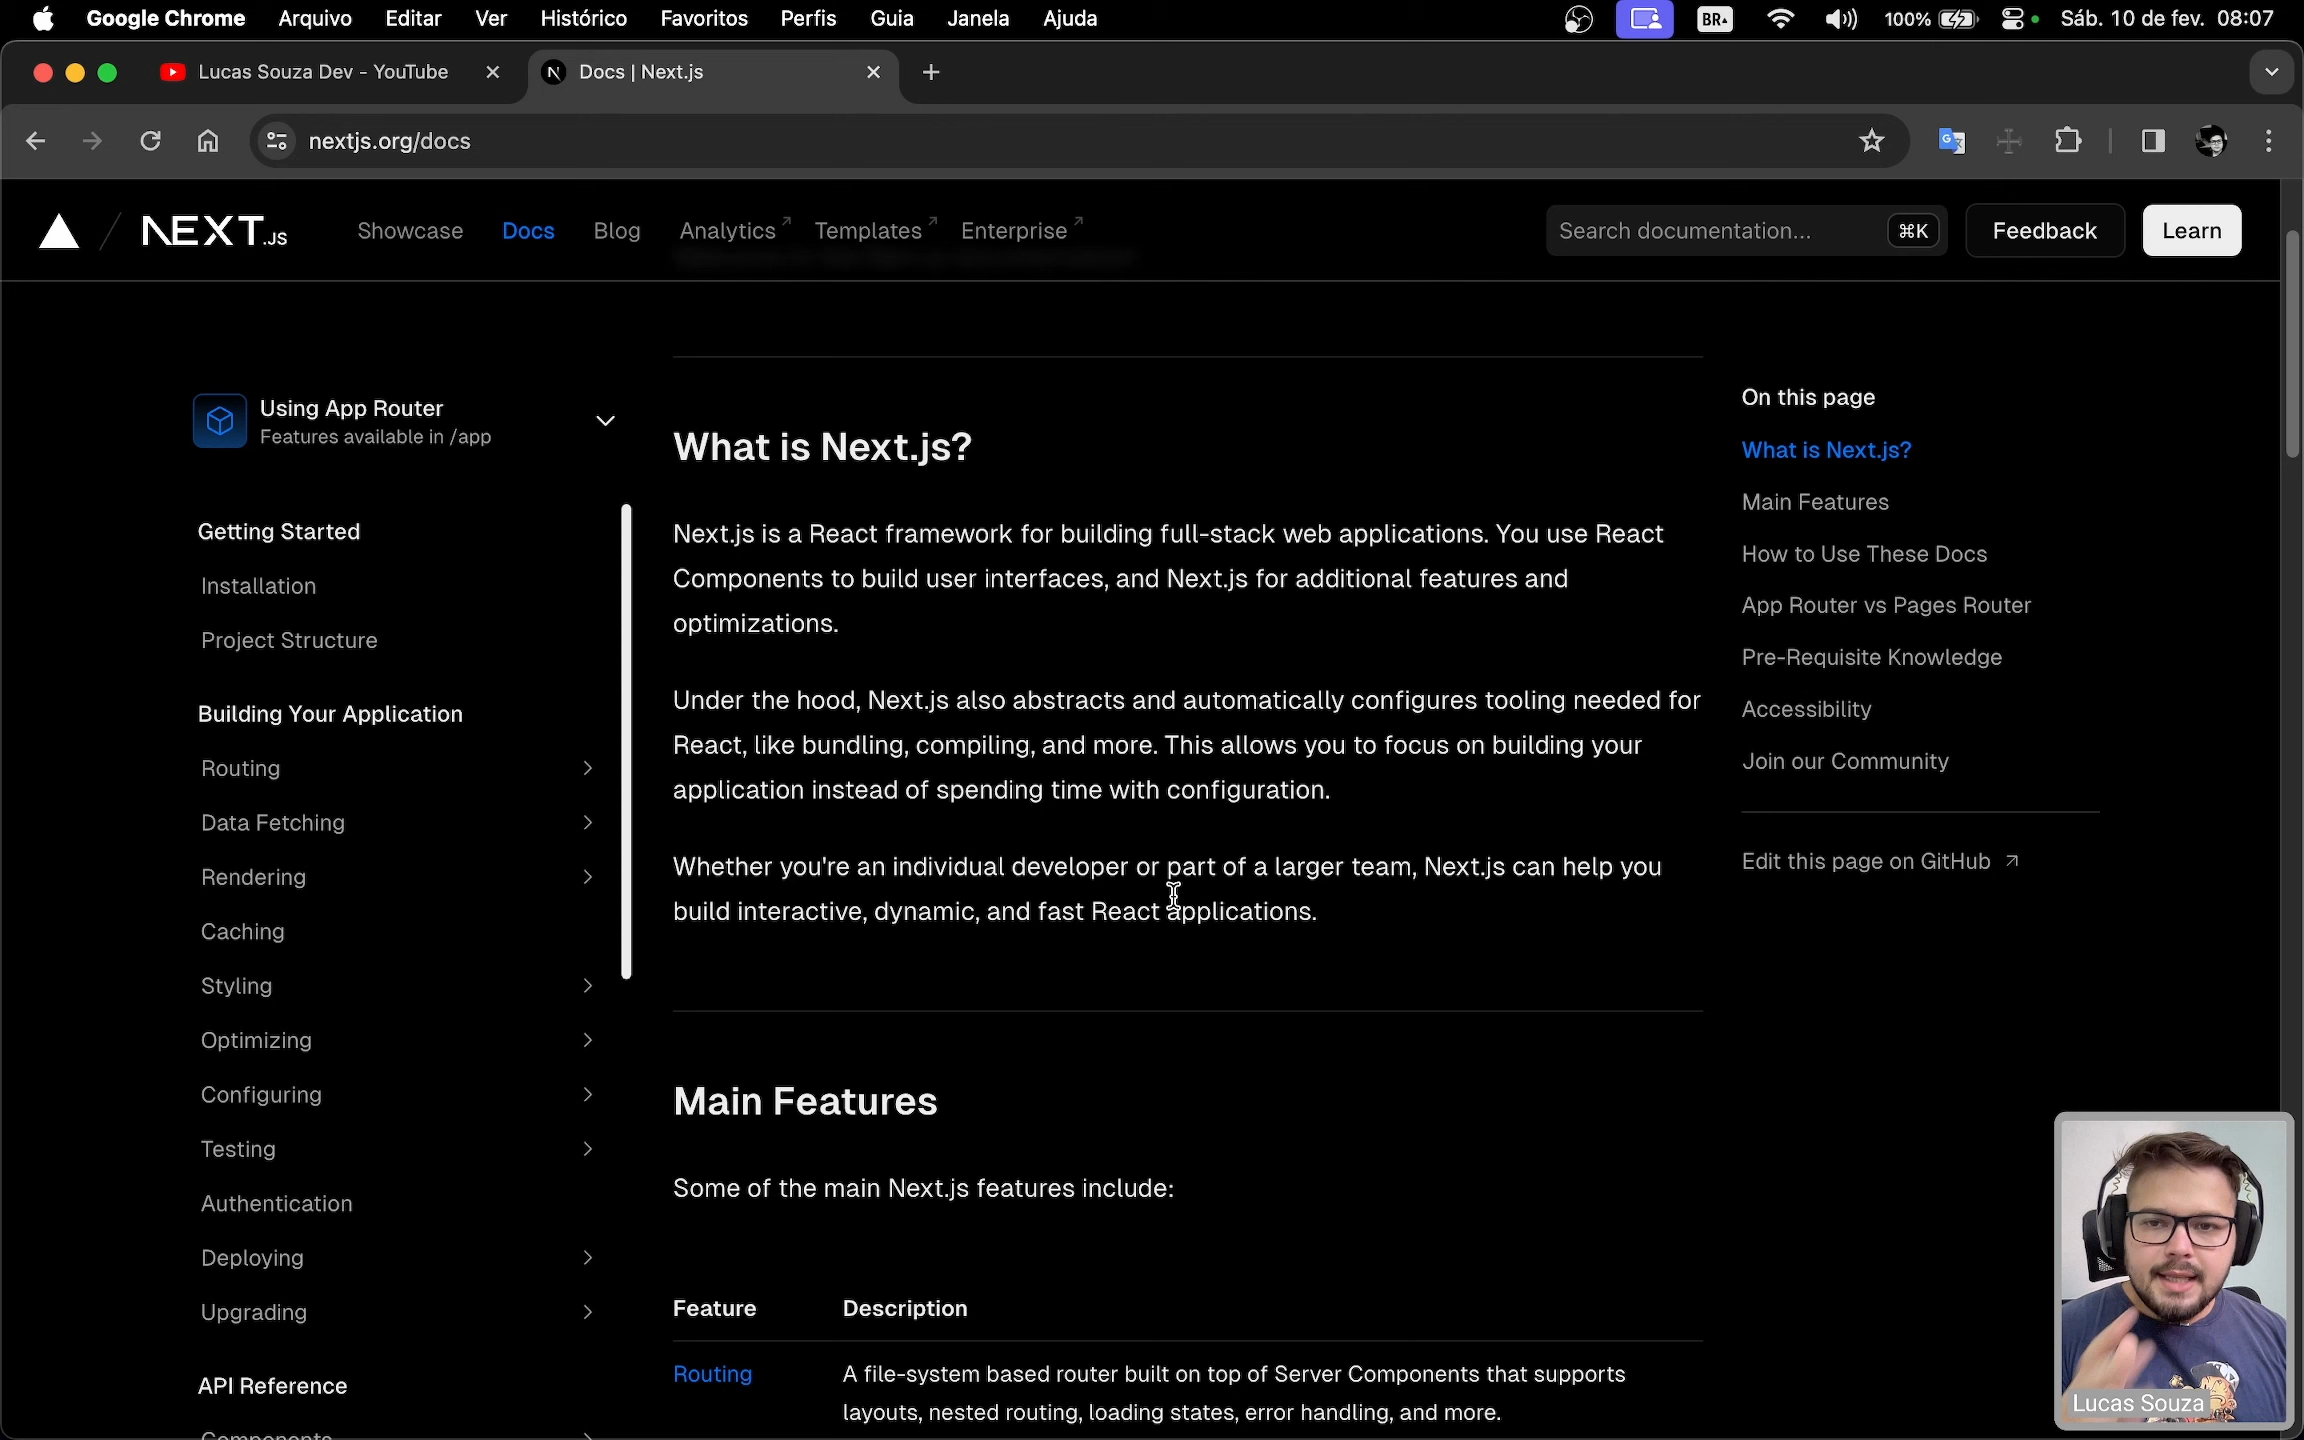 Google Chrome Arquivo Editar Ver Histórico Favoritos Perfis Guia Janela Ajuda BR 100% Sáb. 10 de fev. 08:07
Lucas Souza Dev - YouTube Docs | Next.js
nextjs.org/docs
NEXT.JS Showcase Docs Blog Analytics Templates Enterprise Search documentation... ⌘K Feedback Learn
Using App Router
Features available in /app
Getting Started
Installation
Project Structure
Building Your Application
Routing
Data Fetching
Rendering
Caching
Styling
Optimizing
Configuring
Testing
Authentication
Deploying
Upgrading
API Reference
Components
What is Next.js?
Next.js is a React framework for building full-stack web applications. You use React
Components to build user interfaces, and Next.js for additional features and
optimizations.
Under the hood, Next.js also abstracts and automatically configures tooling needed for
React, like bundling, compiling, and more. This allows you to focus on building your
application instead of spending time with configuration.
Whether you're an individual developer or part of a larger team, Next.js can help you
build interactive, dynamic, and fast React applications.
Main Features
Some of the main Next.js features include:
Feature Description
Routing A file-system based router built on top of Server Components that supports
layouts, nested routing, loading states, error handling, and more.
On this page
What is Next.js?
Main Features
How to Use These Docs
App Router vs Pages Router
Pre-Requisite Knowledge
Accessibility
Join our Community
Edit this page on GitHub
Lucas Souza